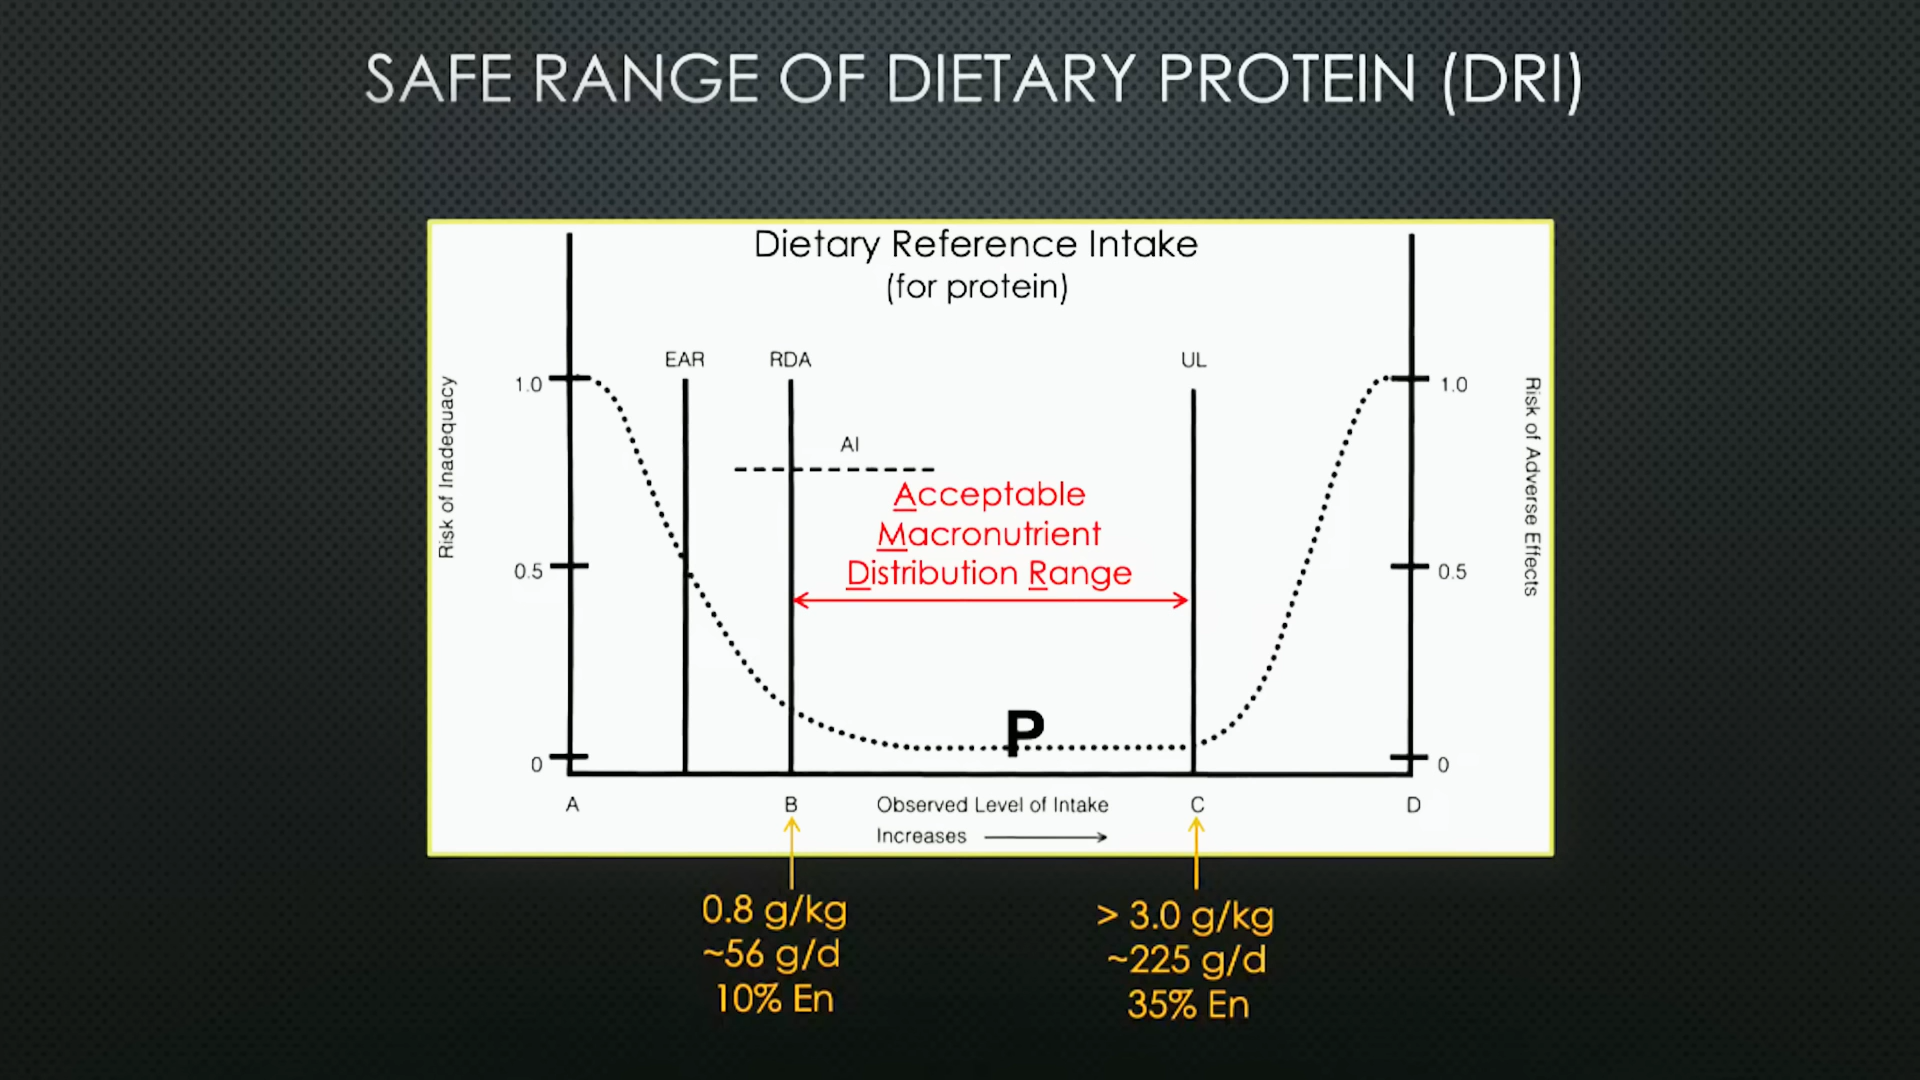 SAFE RANGE OF DIETARY PROTEIN (DRI)
Dietary Reference Intake
(for protein)
EAR
RDA
UL
1.0
1.0
AI
Acceptable
Macronutrient
Distribution Range
Risk of Inadequacy
Risk of Adverse Effects
0.5
0.5
P
0
0
A
B
Observed Level of Intake
C
D
Increases
0.8 g/kg
~56 g/d
10% En
> 3.0 g/kg
~225 g/d
35% En